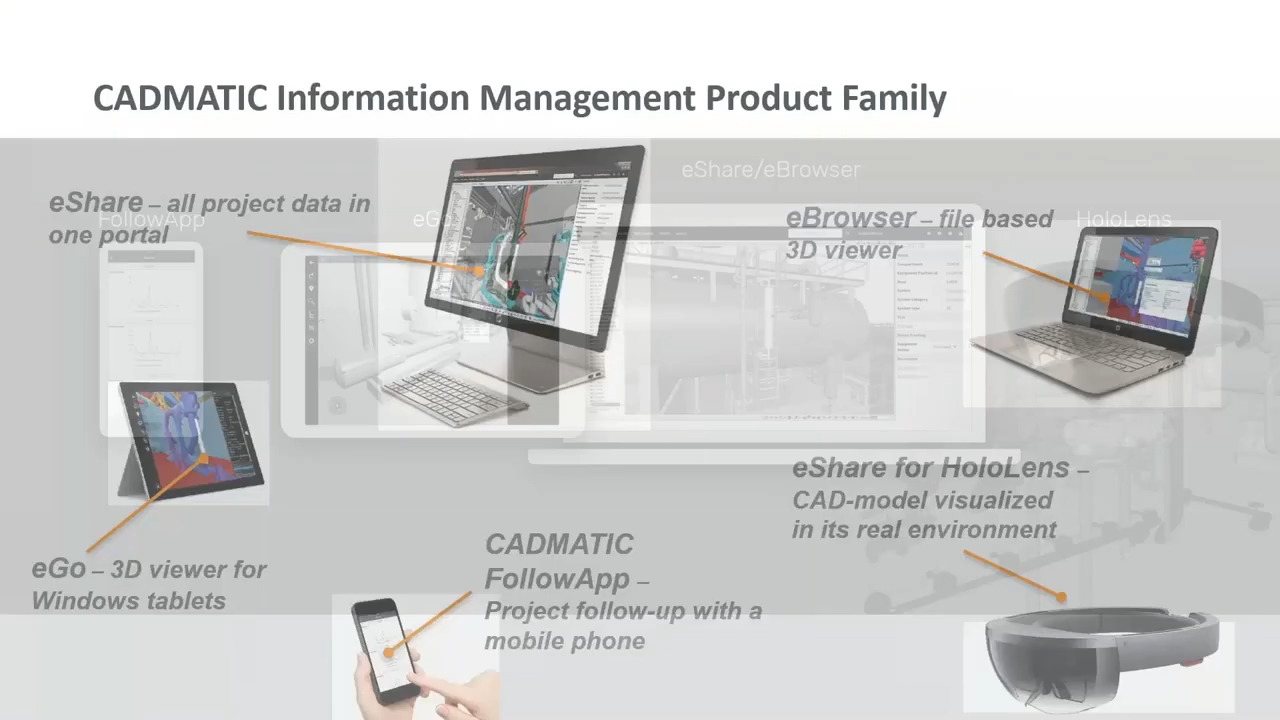 CADMATIC Information Management Product Family
eShare/eBrowser
eShare – all project data in
one portal
FollowApp
eGo
eBrowser – file based
3D viewer
HoloLens
eShare for HoloLens –
CAD-model visualized
in its real environment
CADMATIC
FollowApp –
Project follow-up with a
mobile phone
eGo – 3D viewer for
Windows tablets